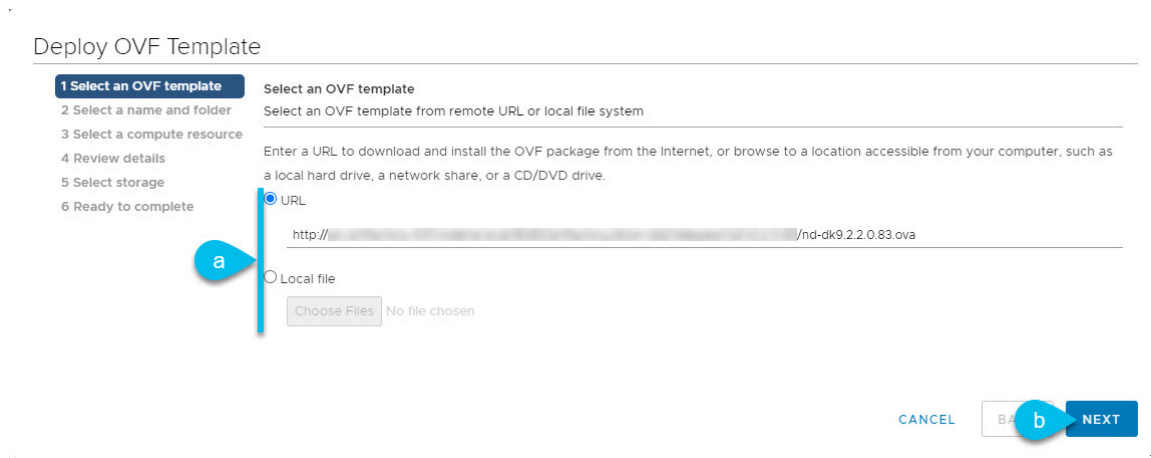 Deploy OVF Template
1 Select an OVF template
2 Select a name and folder
3 Select a compute resource
4 Review details
5 Select storage
6 Ready to complete
Select an OVF template
Select an OVF template from remote URL or local file system
Enter a URL to download and install the OVF package from the Internet, or browse to a location accessible from your computer, such as
a local hard drive, a network share, or a CD/DVD drive.
URL
http:// /nd-dk9.2.2.0.83.ova
a
Local file
Choose Files No file chosen
CANCEL
b
NEXT